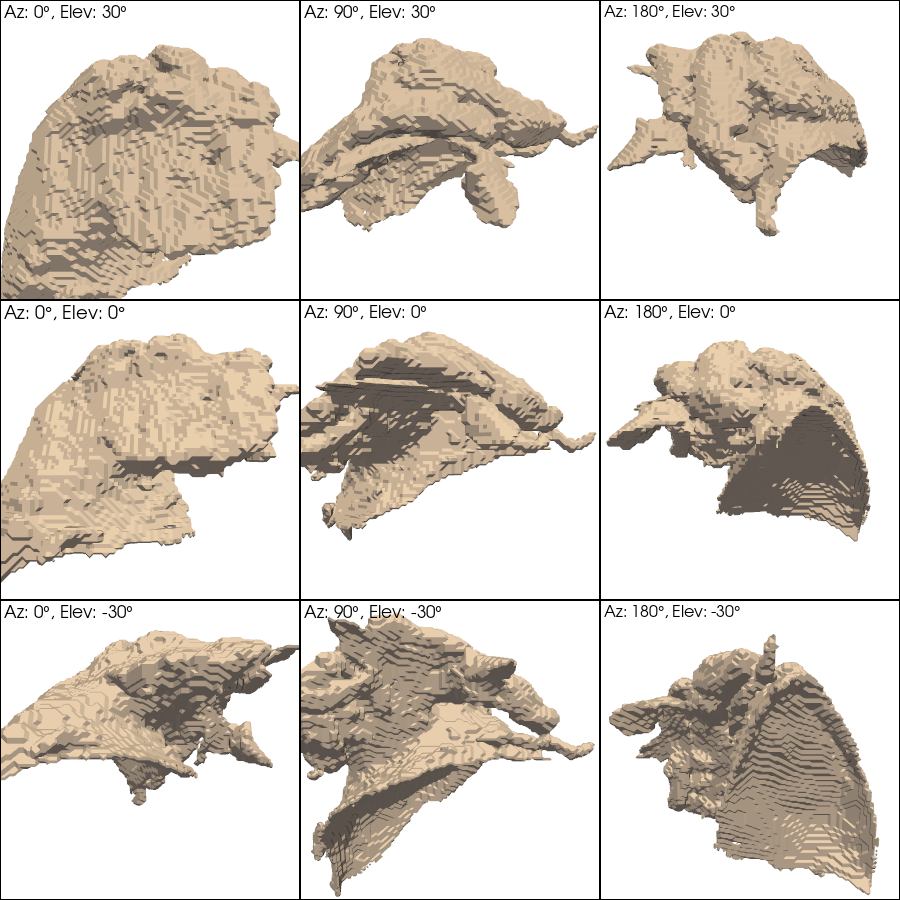 Az: 0°, Elev: 30°
Az: 90°, Elev: 30°
Az: 180°, Elev: 30°
Az: 0°, Elev: 0°
Az: 90°, Elev: 0°
Az: 180°, Elev: 0°
Az: 0°, Elev: -30°
Az: 90°, Elev: -30°
Az: 180°, Elev: -30°